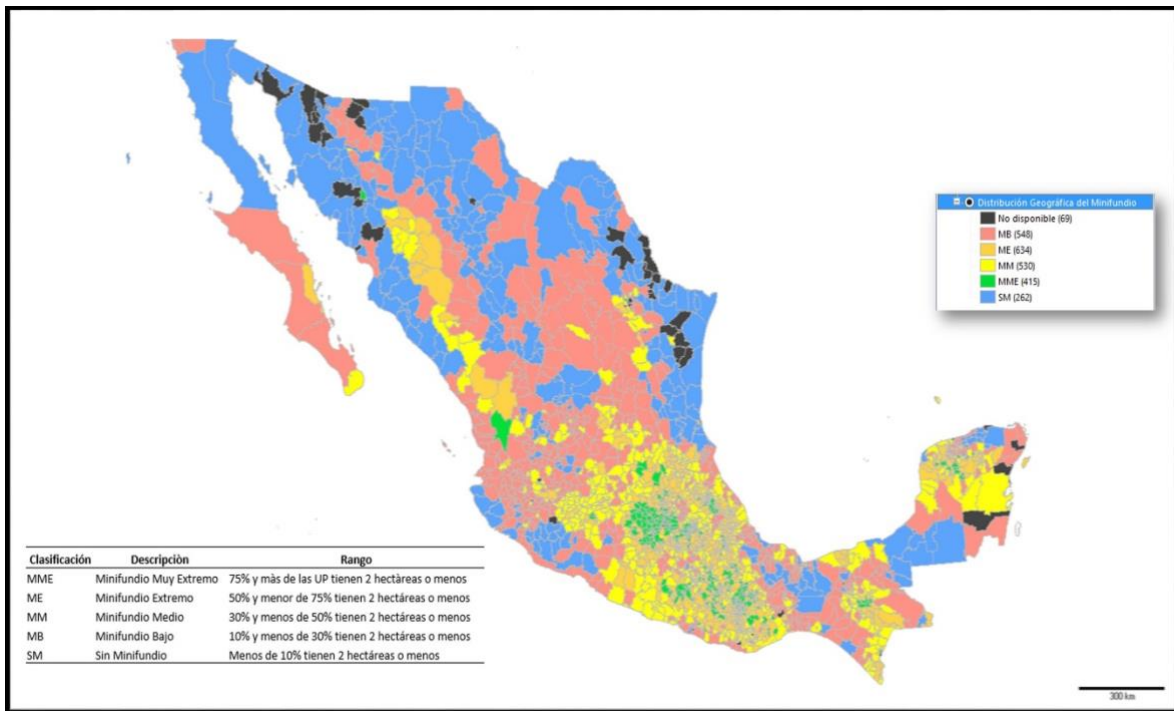 Distribución Geográfica del Minifundio
No disponible (69)
MB (548)
ME (634)
MM (530)
MME (415)
SM (262)
Clasificación Descripciòn Rango
MME Minifundio Muy Extremo 75% y màs de las UP tienen 2 hectàreas o menos
ME Minifundio Extremo 50% y menor de 75% tienen 2 hectáreas o menos
MM Minifundio Medio 30% y menos de 50% tienen 2 hectáreas o menos
MB Minifundio Bajo 10% y menos de 30% tienen 2 hectáreas o menos
SM Sin Minifundio Menos de 10% tienen 2 hectáreas o menos
300 km